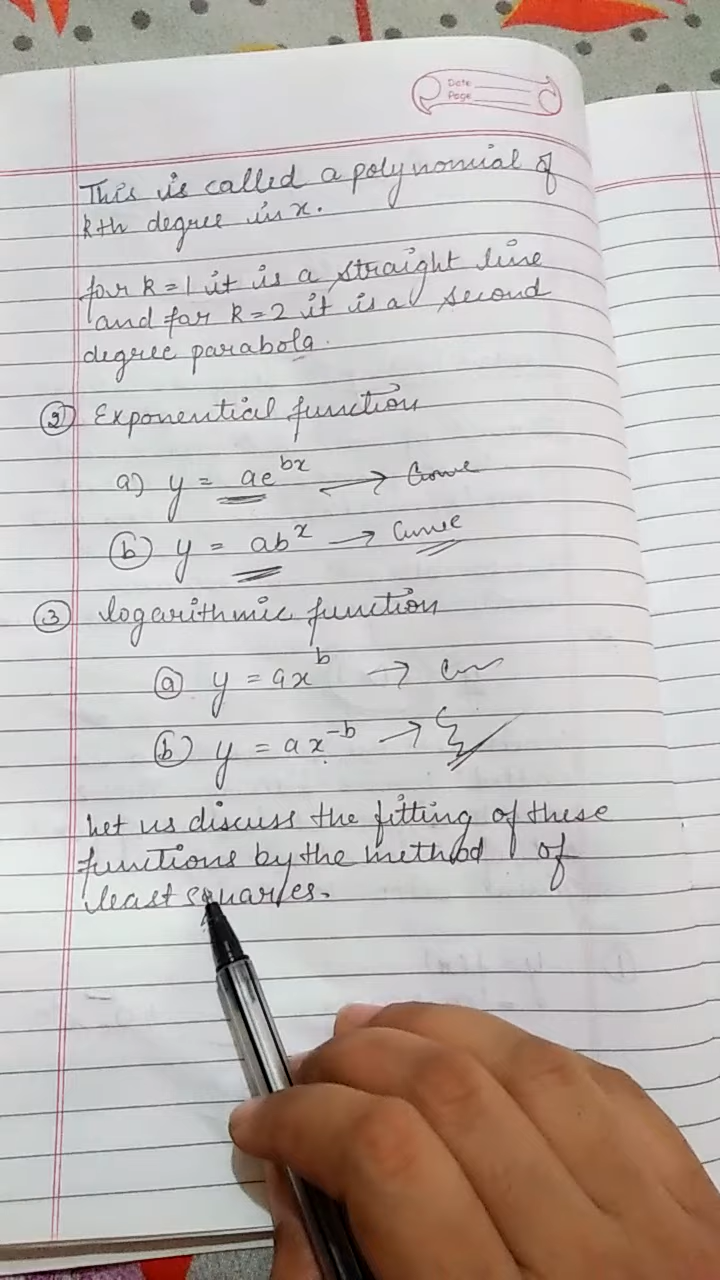 Date
Page
This is called a polynomial of
kth degree in x.
for k=1 it is a straight line
and for k=2 it is a second
degree parabola.
② Exponential function
a) y = ae^{bx} → Curve
ⓑ y = ab^x → Curve
③ logarithmic function
ⓐ y = ax^b →
ⓑ y = ax^{-b} →
Let us discuss the fitting of these
functions by the method of
least squares.